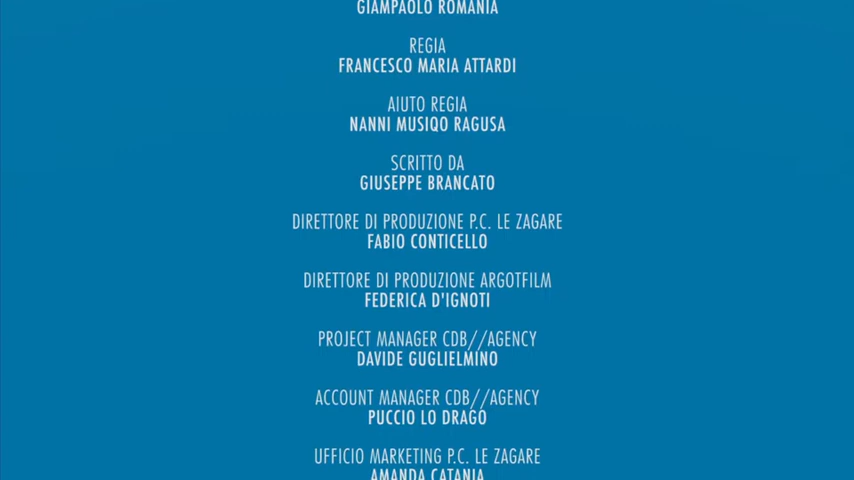 GIAMPAOLO ROMANIA
REGIA
FRANCESCO MARIA ATTARDI
AIUTO REGIA
NANNI MUSIQO RAGUSA
SCRITTO DA
GIUSEPPE BRANCATO
DIRETTORE DI PRODUZIONE P.C. LE ZAGARE
FABIO CONTICELLO
DIRETTORE DI PRODUZIONE ARGOTFILM
FEDERICA D'IGNOTI
PROJECT MANAGER CDB//AGENCY
DAVIDE GUGLIELMINO
ACCOUNT MANAGER CDB//AGENCY
PUCCIO LO DRAGO
UFFICIO MARKETING P.C. LE ZAGARE
AMANDA CATANIA